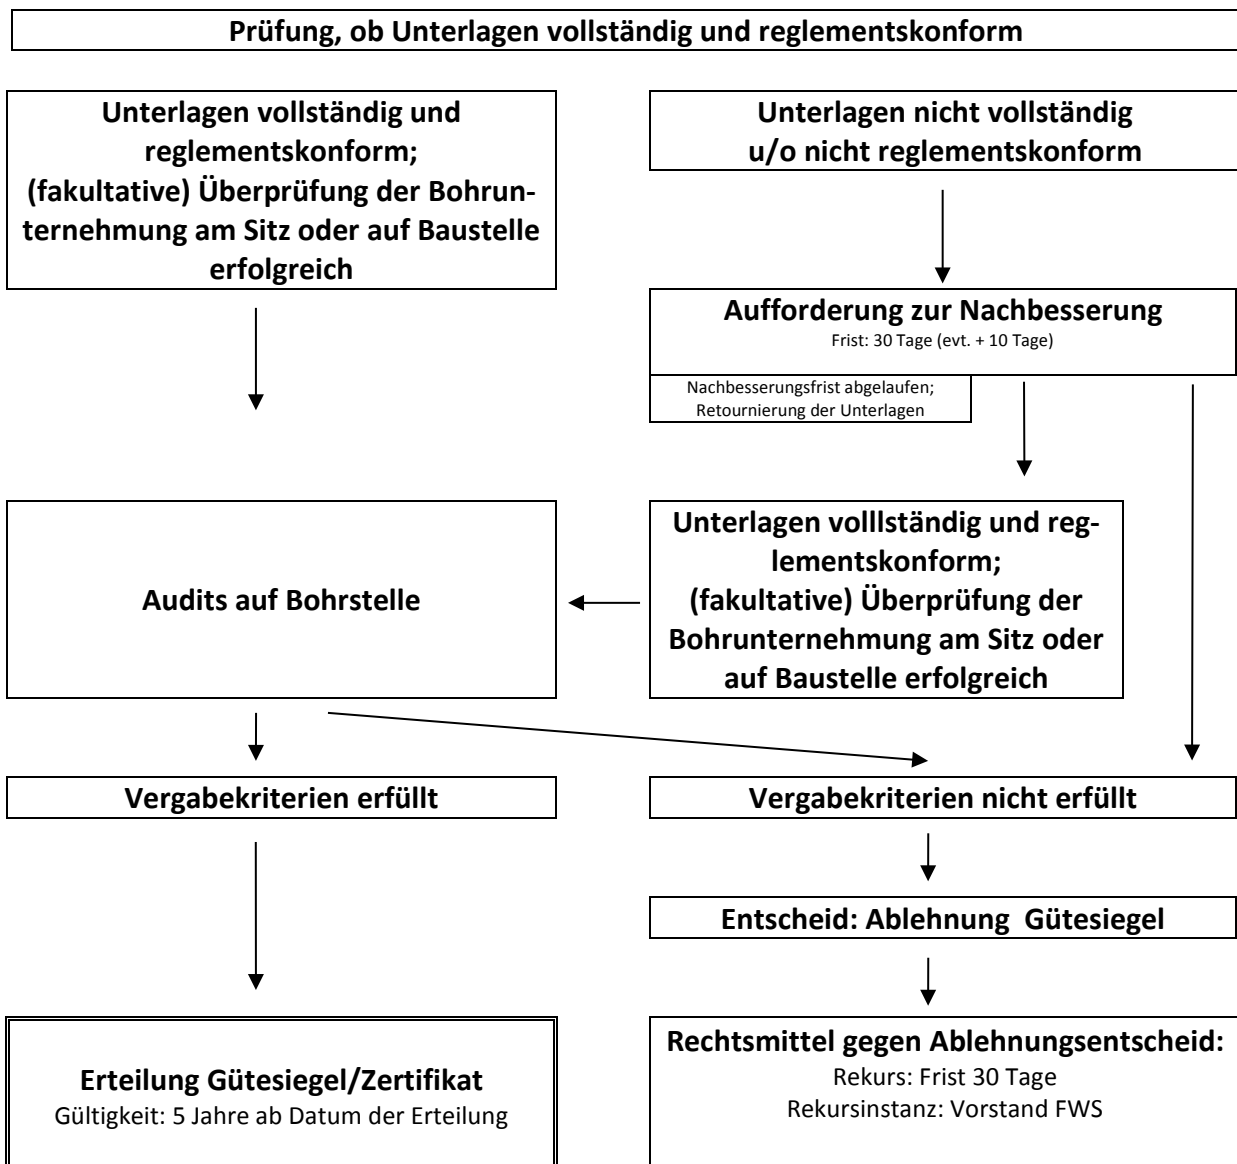 Prüfung, ob Unterlagen vollständig und reglementskonform
Unterlagen vollständig und
reglementskonform;
(fakultative) Überprüfung der Bohrun-
ternehmung am Sitz oder auf Baustelle
erfolgreich
Unterlagen nicht vollständig
u/o nicht reglementskonform
Aufforderung zur Nachbesserung
Frist: 30 Tage (evt. + 10 Tage)
Nachbesserungsfrist abgelaufen;
Retournierung der Unterlagen
Audits auf Bohrstelle
Unterlagen volllständig und reg-
lementskonform;
(fakultative) Überprüfung der
Bohrunternehmung am Sitz oder
auf Baustelle erfolgreich
Vergabekriterien erfüllt
Vergabekriterien nicht erfüllt
Entscheid: Ablehnung  Gütesiegel
Erteilung Gütesiegel/Zertifikat
Gültigkeit: 5 Jahre ab Datum der Erteilung
Rechtsmittel gegen Ablehnungsentscheid:
Rekurs: Frist 30 Tage
Rekursinstanz: Vorstand FWS